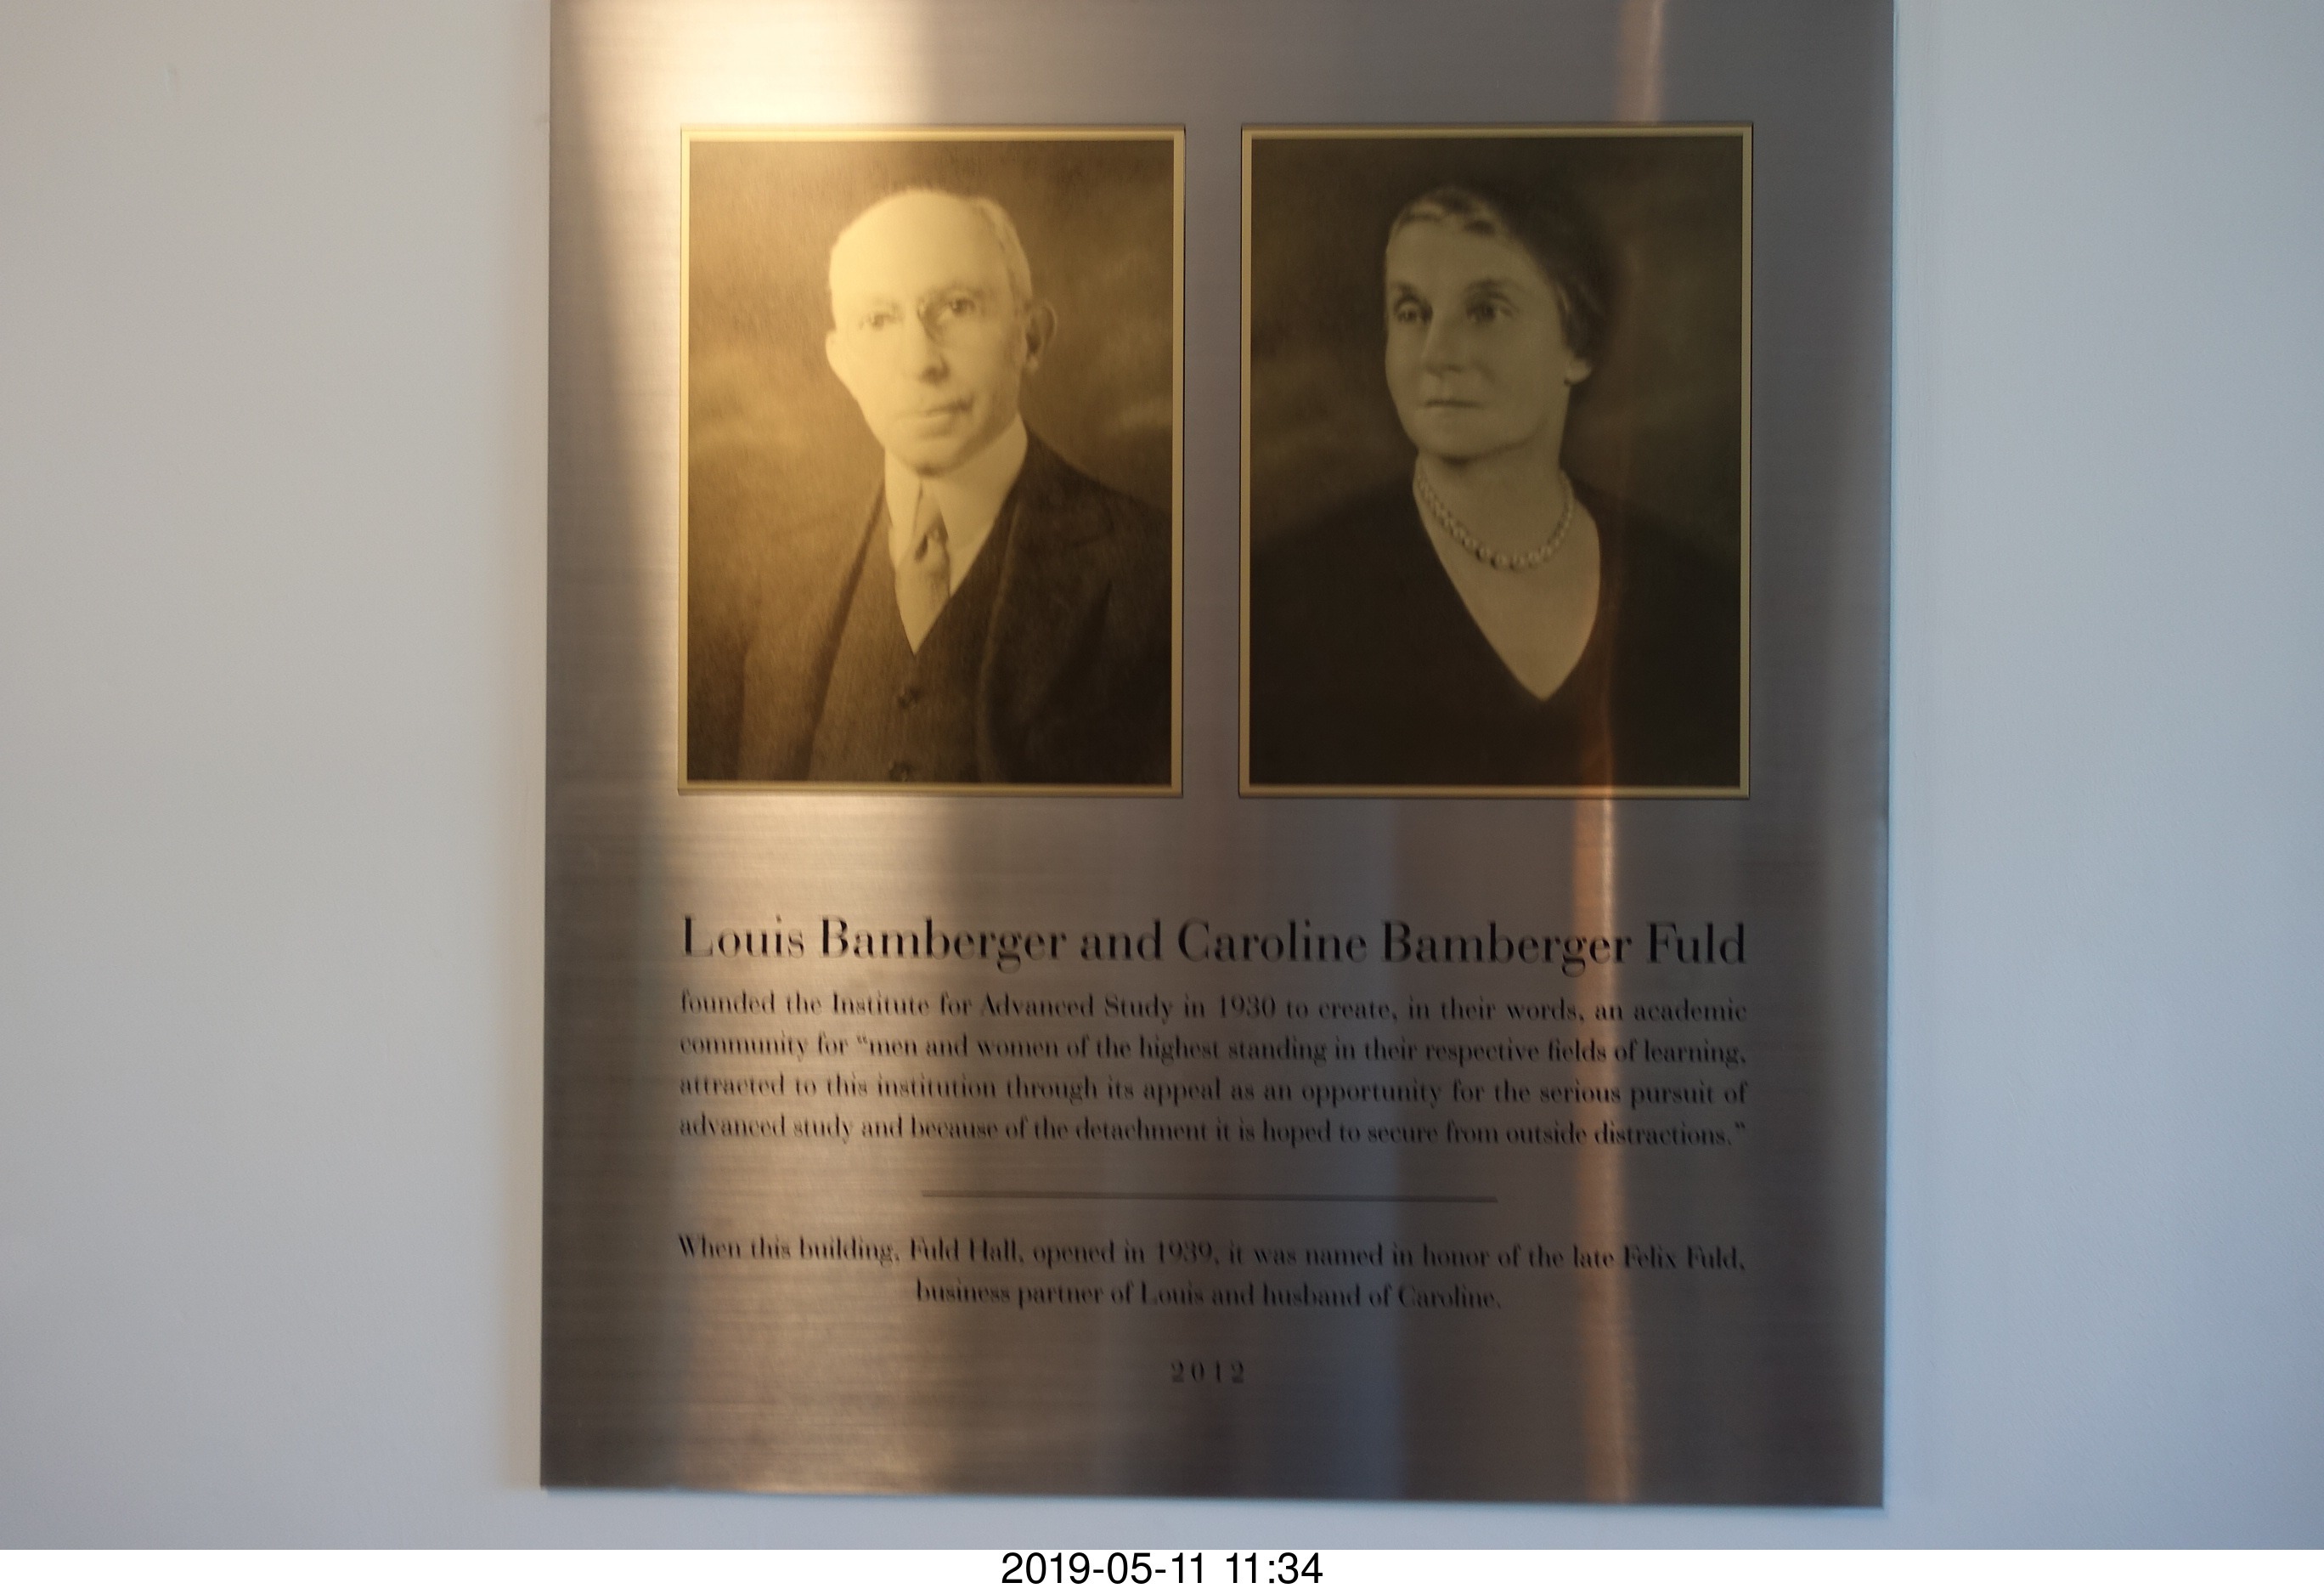 Louis Bamberger and Caroline Bamberger Fuld
founded the Institute for Advanced Study in 1930 to create, in their words, an academic
community for “men and women of the highest standing in their respective fields of learning,
attracted to this institution through its appeal as an opportunity for the serious pursuit of
advanced study and because of the detachment it is hoped to secure from outside distractions.”
When this building, Fuld Hall, opened in 1939, it was named in honor of the late Felix Fuld,
business partner of Louis and husband of Caroline.
2012
2019-05-11 11:34